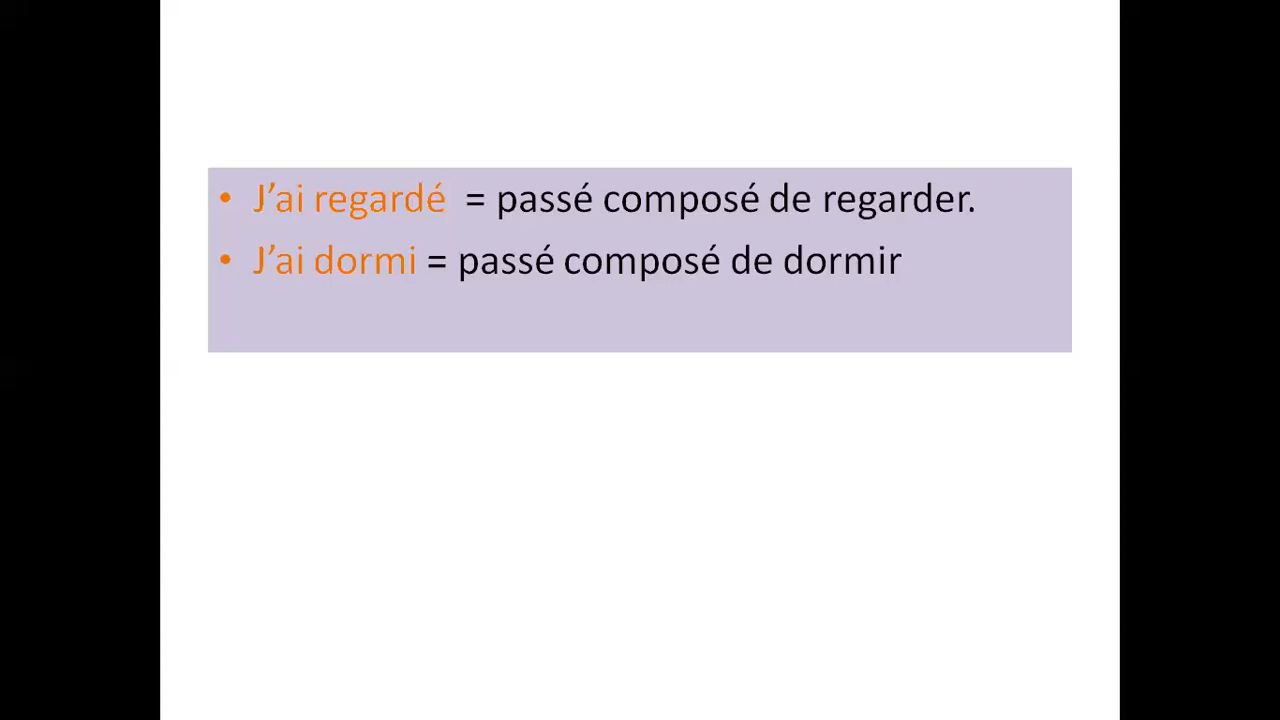 • J’ai regardé = passé composé de regarder.
• J’ai dormi = passé composé de dormir